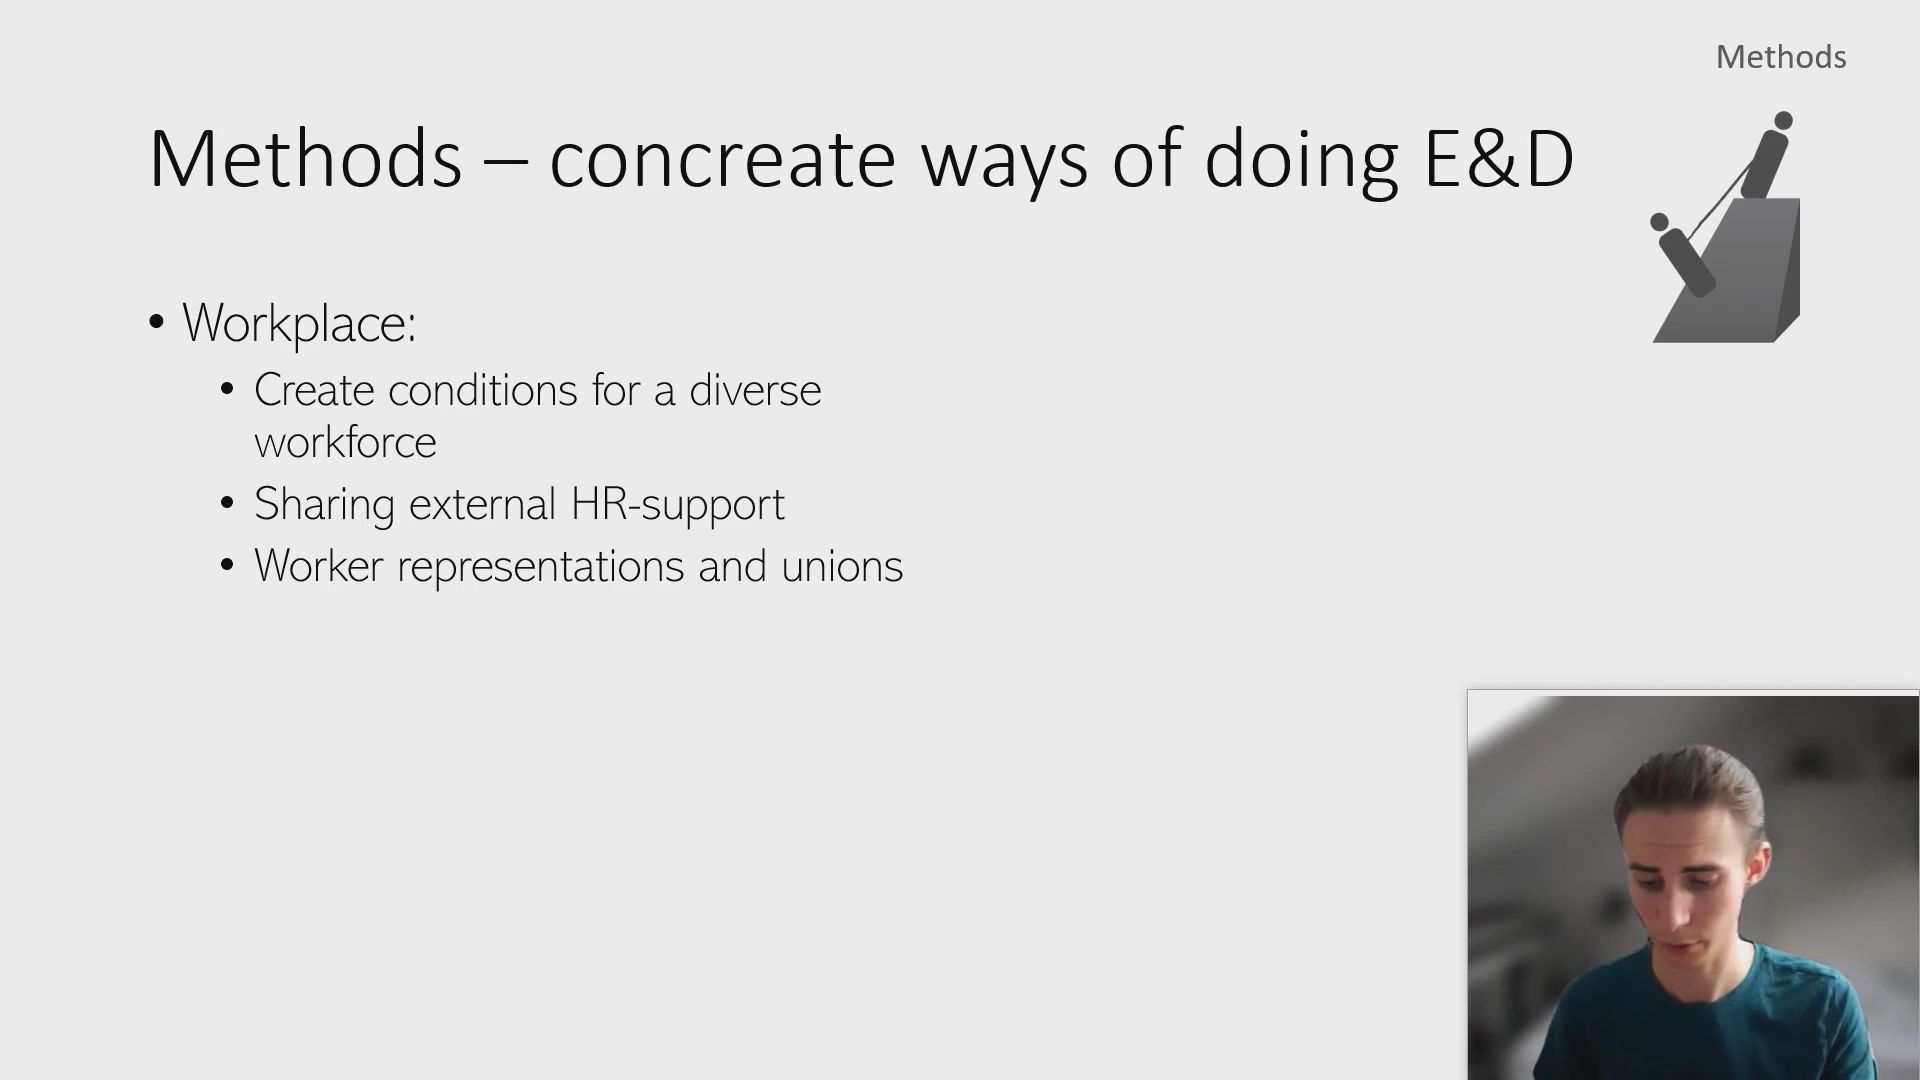 Methods
Methods – concreate ways of doing E&D
• Workplace:
• Create conditions for a diverse
workforce
• Sharing external HR-support
• Worker representations and unions